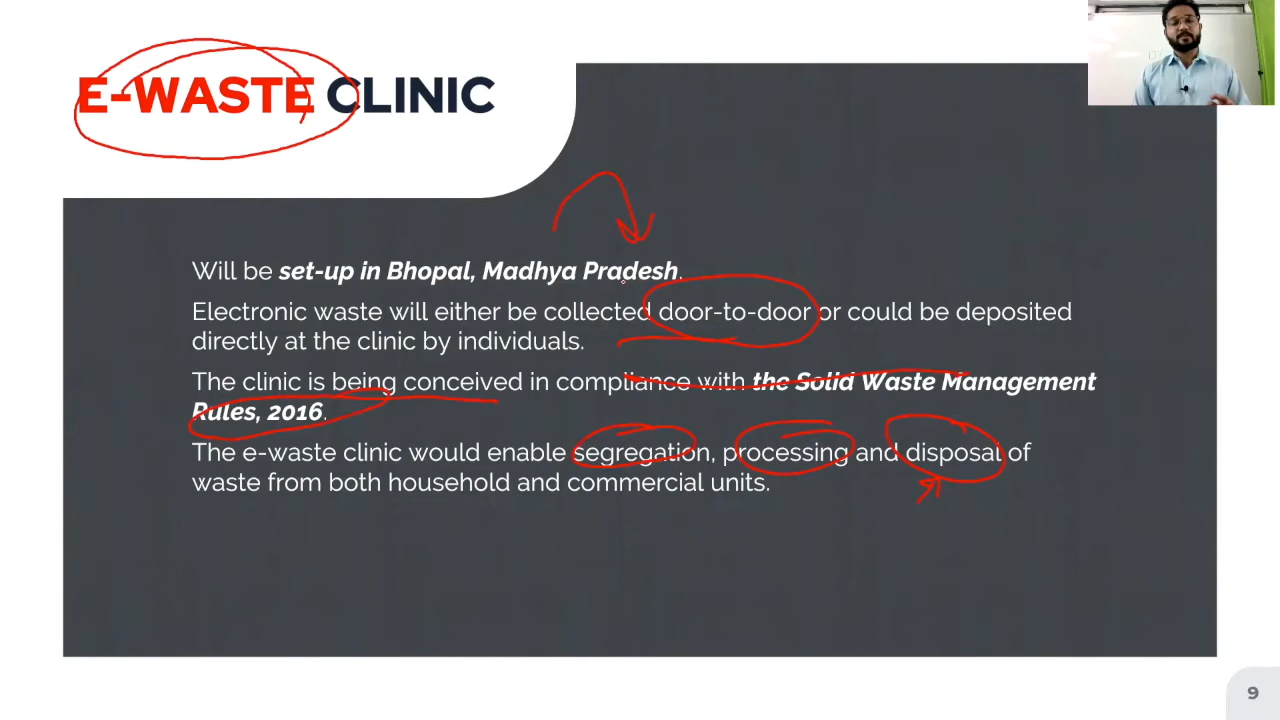 E-WASTE CLINIC
Will be set-up in Bhopal, Madhya Pradesh.
Electronic waste will either be collected door-to-door or could be deposited
directly at the clinic by individuals.
The clinic is being conceived in compliance with the Solid Waste Management
Rules, 2016.
The e-waste clinic would enable segregation, processing and disposal of
waste from both household and commercial units.
9